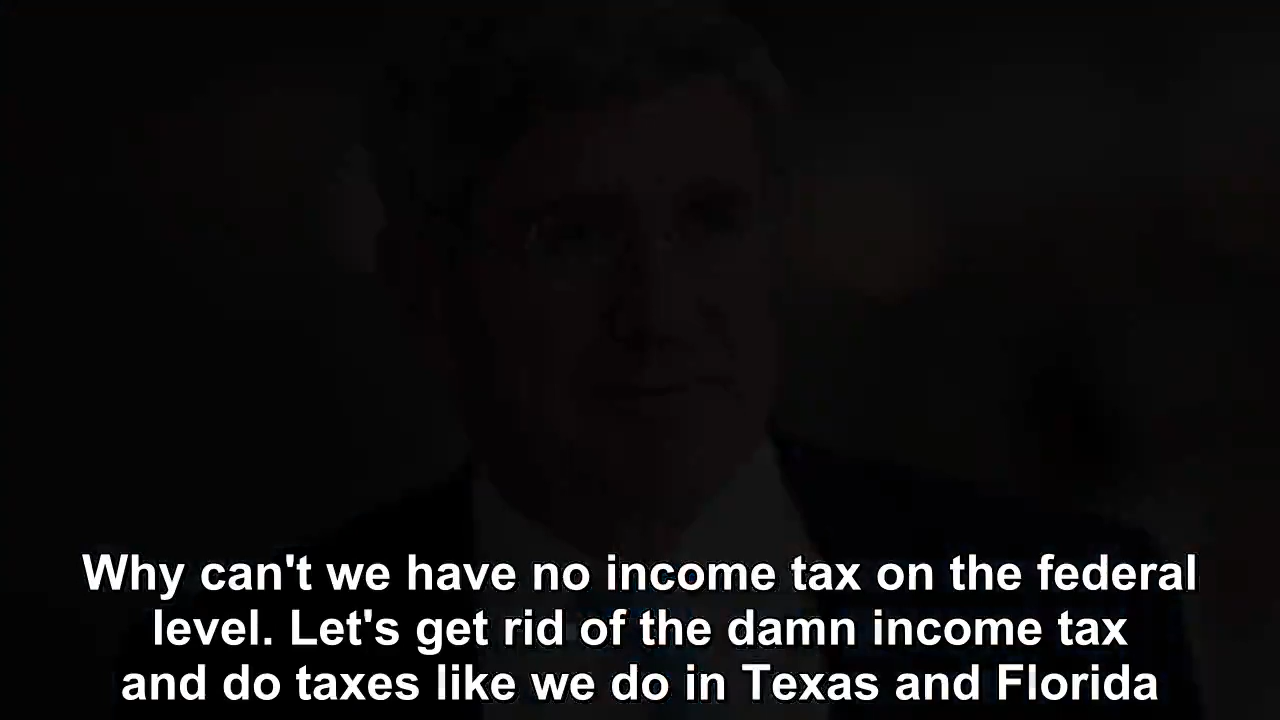 Why can't we have no income tax on the federal
level. Let's get rid of the damn income tax
and do taxes like we do in Texas and Florida